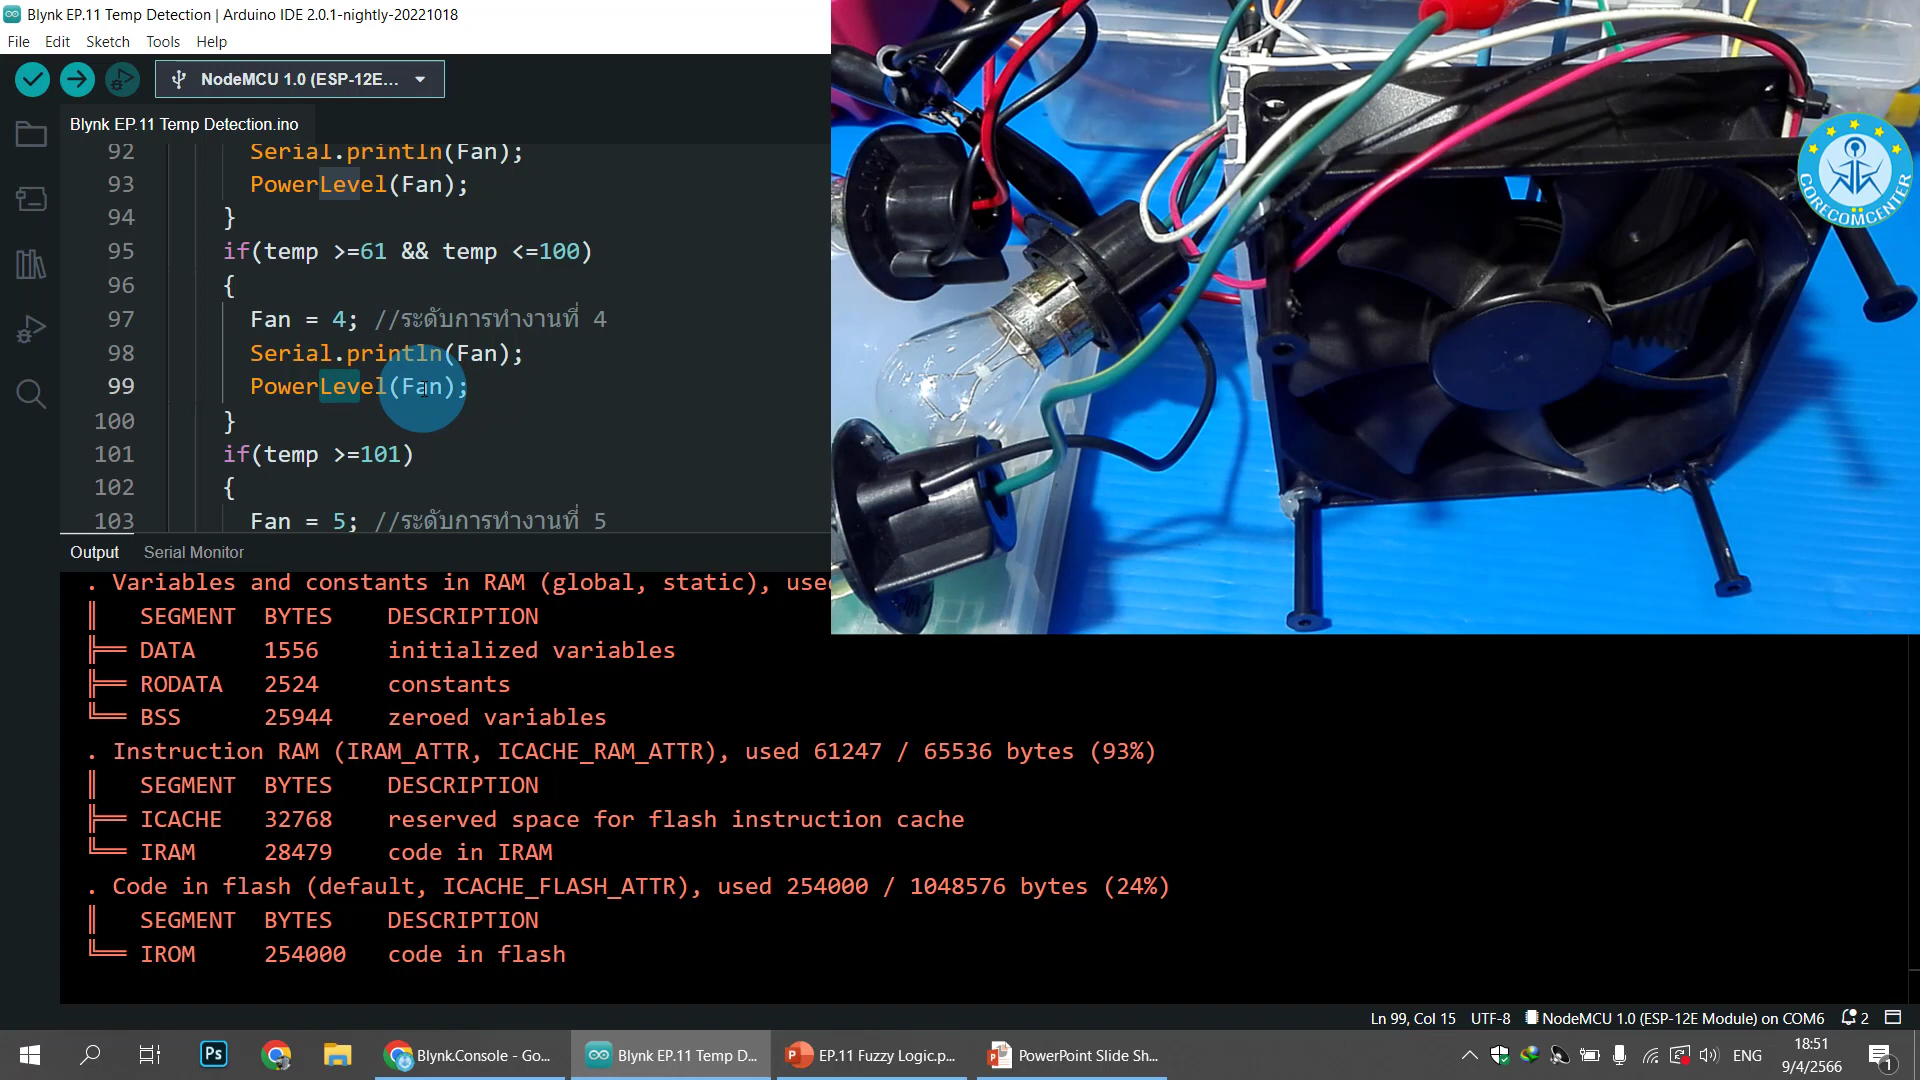 Blynk EP.11 Temp Detection | Arduino IDE 2.0.1-nightly-20221018
File Edit Sketch Tools Help
NodeMCU 1.0 (ESP-12E...
Blynk EP.11 Temp Detection.ino
92 Serial.println(Fan);
93 PowerLevel(Fan);
94 }
95 if(temp >=61 && temp <=100)
96 {
97 Fan = 4; //ระดับการทำงานที่ 4
98 Serial.println(Fan);
99 PowerLevel(Fan);
100 }
101 if(temp >=101)
102 {
103 Fan = 5; //ระดับการทำงานที่ 5
CORECOMCENTER
Output Serial Monitor
. Variables and constants in RAM (global, static), used
║ SEGMENT BYTES DESCRIPTION
╠══ DATA 1556 initialized variables
╠══ RODATA 2524 constants
╚══ BSS 25944 zeroed variables
. Instruction RAM (IRAM_ATTR, ICACHE_RAM_ATTR), used 61247 / 65536 bytes (93%)
║ SEGMENT BYTES DESCRIPTION
╠══ ICACHE 32768 reserved space for flash instruction cache
╚══ IRAM 28479 code in IRAM
. Code in flash (default, ICACHE_FLASH_ATTR), used 254000 / 1048576 bytes (24%)
║ SEGMENT BYTES DESCRIPTION
╚══ IROM 254000 code in flash
Ln 99, Col 15 UTF-8 NodeMCU 1.0 (ESP-12E Module) on COM6 2
Ps Blynk.Console - Go... Blynk EP.11 Temp D... EP.11 Fuzzy Logic.p... PowerPoint Slide Sh... ENG 18:51
9/4/2566 1